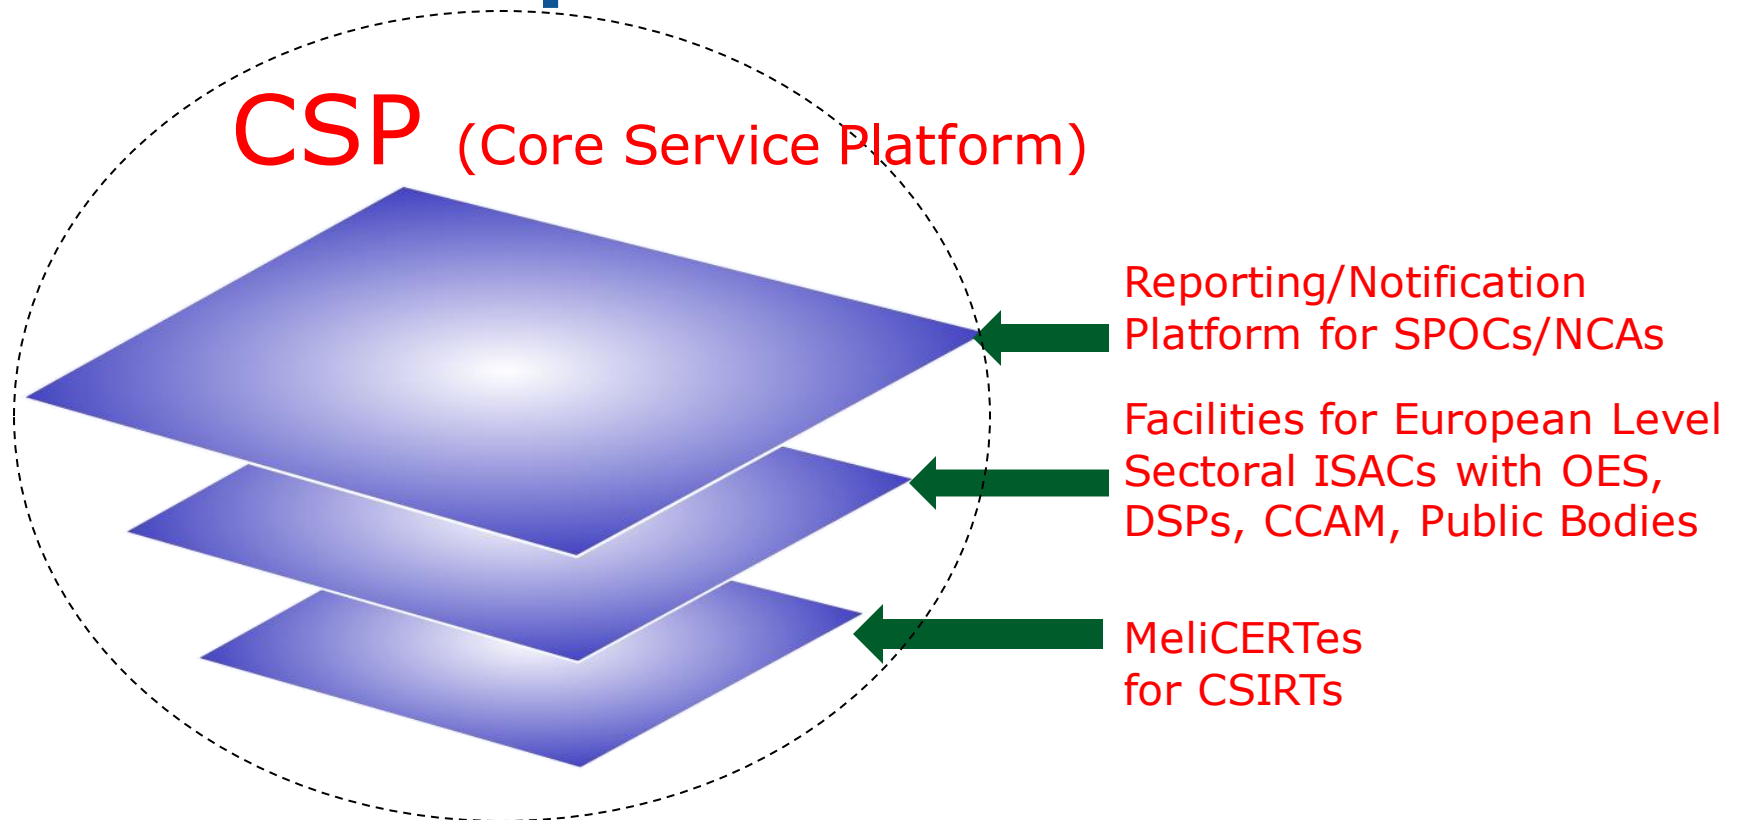 CSP (Core Service Platform)
Reporting/Notification
Platform for SPOCs/NCAs
Facilities for European Level
Sectoral ISACs with OES,
DSPs, CCAM, Public Bodies
MeliCERTes
for CSIRTs